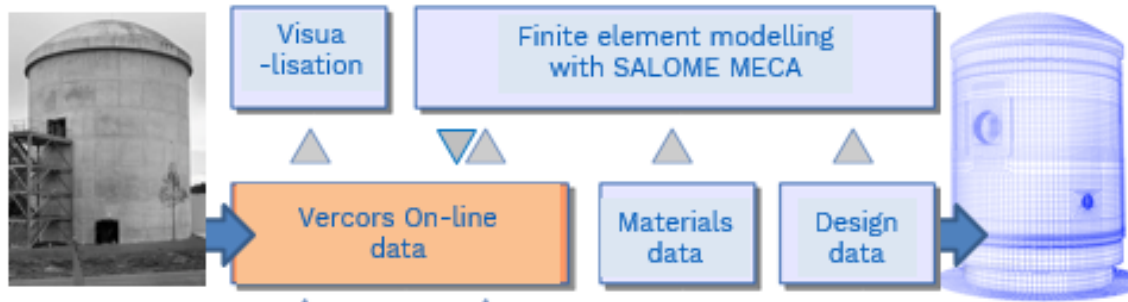 Visua
-lisation
Finite element modelling
with SALOME MECA
Vercors On-line
data
Materials
data
Design
data